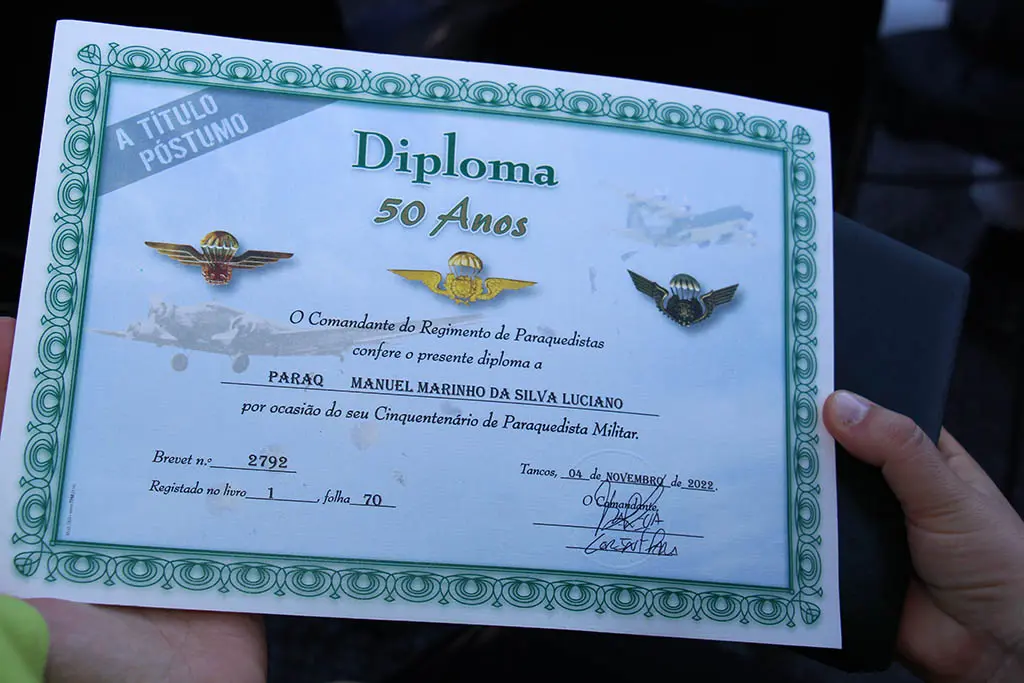 A TÍTULO
PÓSTUMO
Diploma
50 Anos
O Comandante do Regimento de Paraquedistas
confere o presente diploma a
PARAQ MANUEL MARINHO DA SILVA LUCIANO
por ocasião do seu Cinquentenário de Paraquedista Militar.
Brevet n.º 2792
Tancos, 04 de NOVEMBRO de 2022.
Registado no livro 1, folha 70
O Comandante,